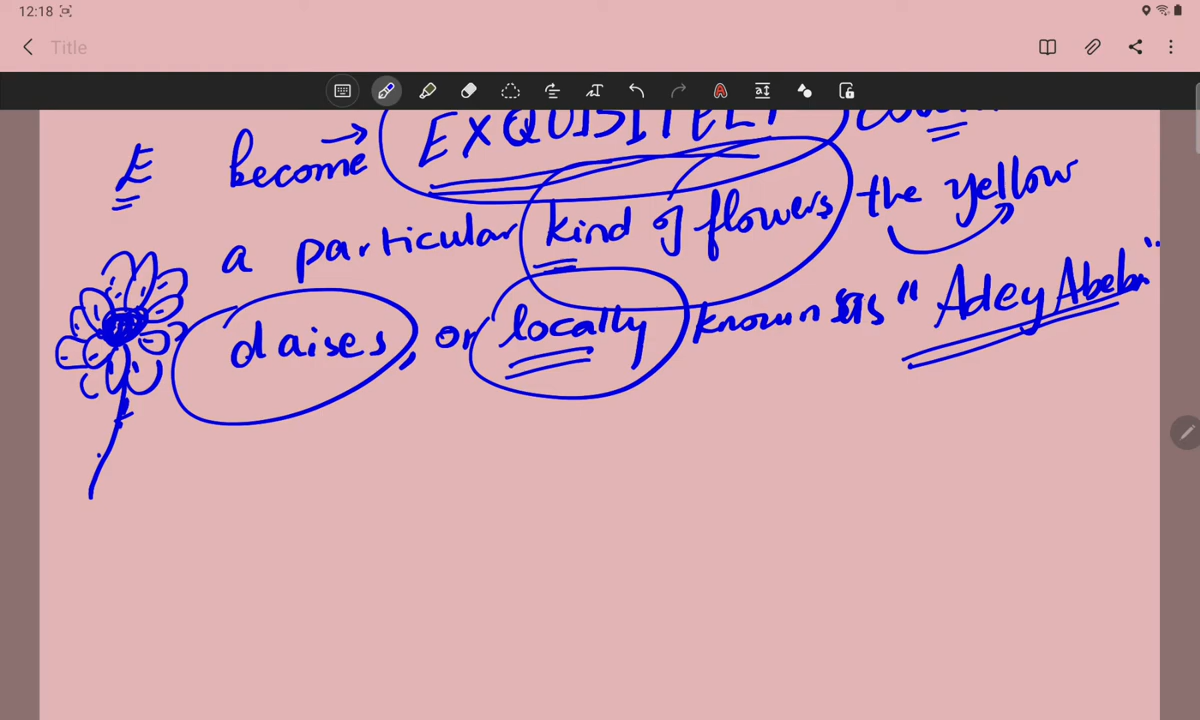 12:18
Title
EXQUISITELY
E become
a particular kind of flowers the yellow
daises, or locally known as "Adey Abeba"